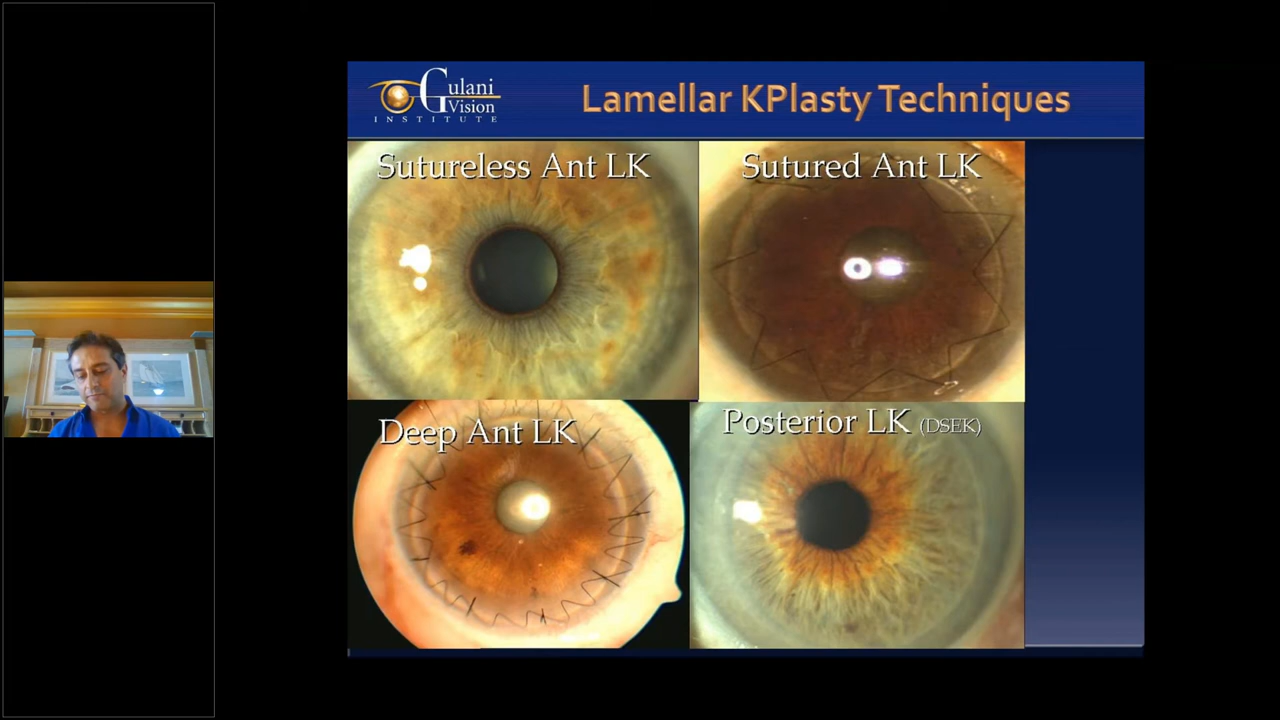 Gulani
Vision
INSTITUTE
Lamellar KPlasty Techniques
Sutureless Ant LK
Sutured Ant LK
Deep Ant LK
Posterior LK (DSEK)